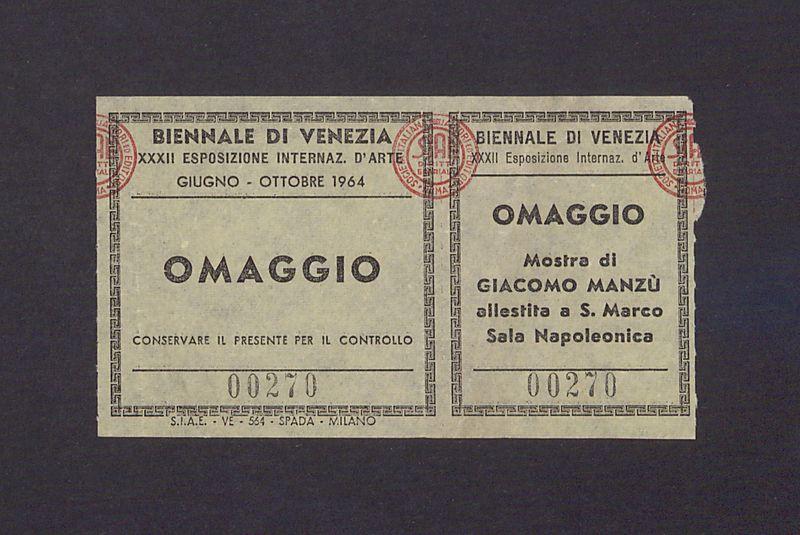 BIENNALE DI VENEZIA
XXXII ESPOSIZIONE INTERNAZ. D'ARTE
GIUGNO - OTTOBRE 1964
OMAGGIO
CONSERVARE IL PRESENTE PER IL CONTROLLO
00270
S.I.A.E. - VE - 564 - SPADA - MILANO
BIENNALE DI VENEZIA
XXXII Esposizione Internaz. d'Arte
OMAGGIO
Mostra di
GIACOMO MANZÙ
allestita a S. Marco
Sala Napoleonica
00270